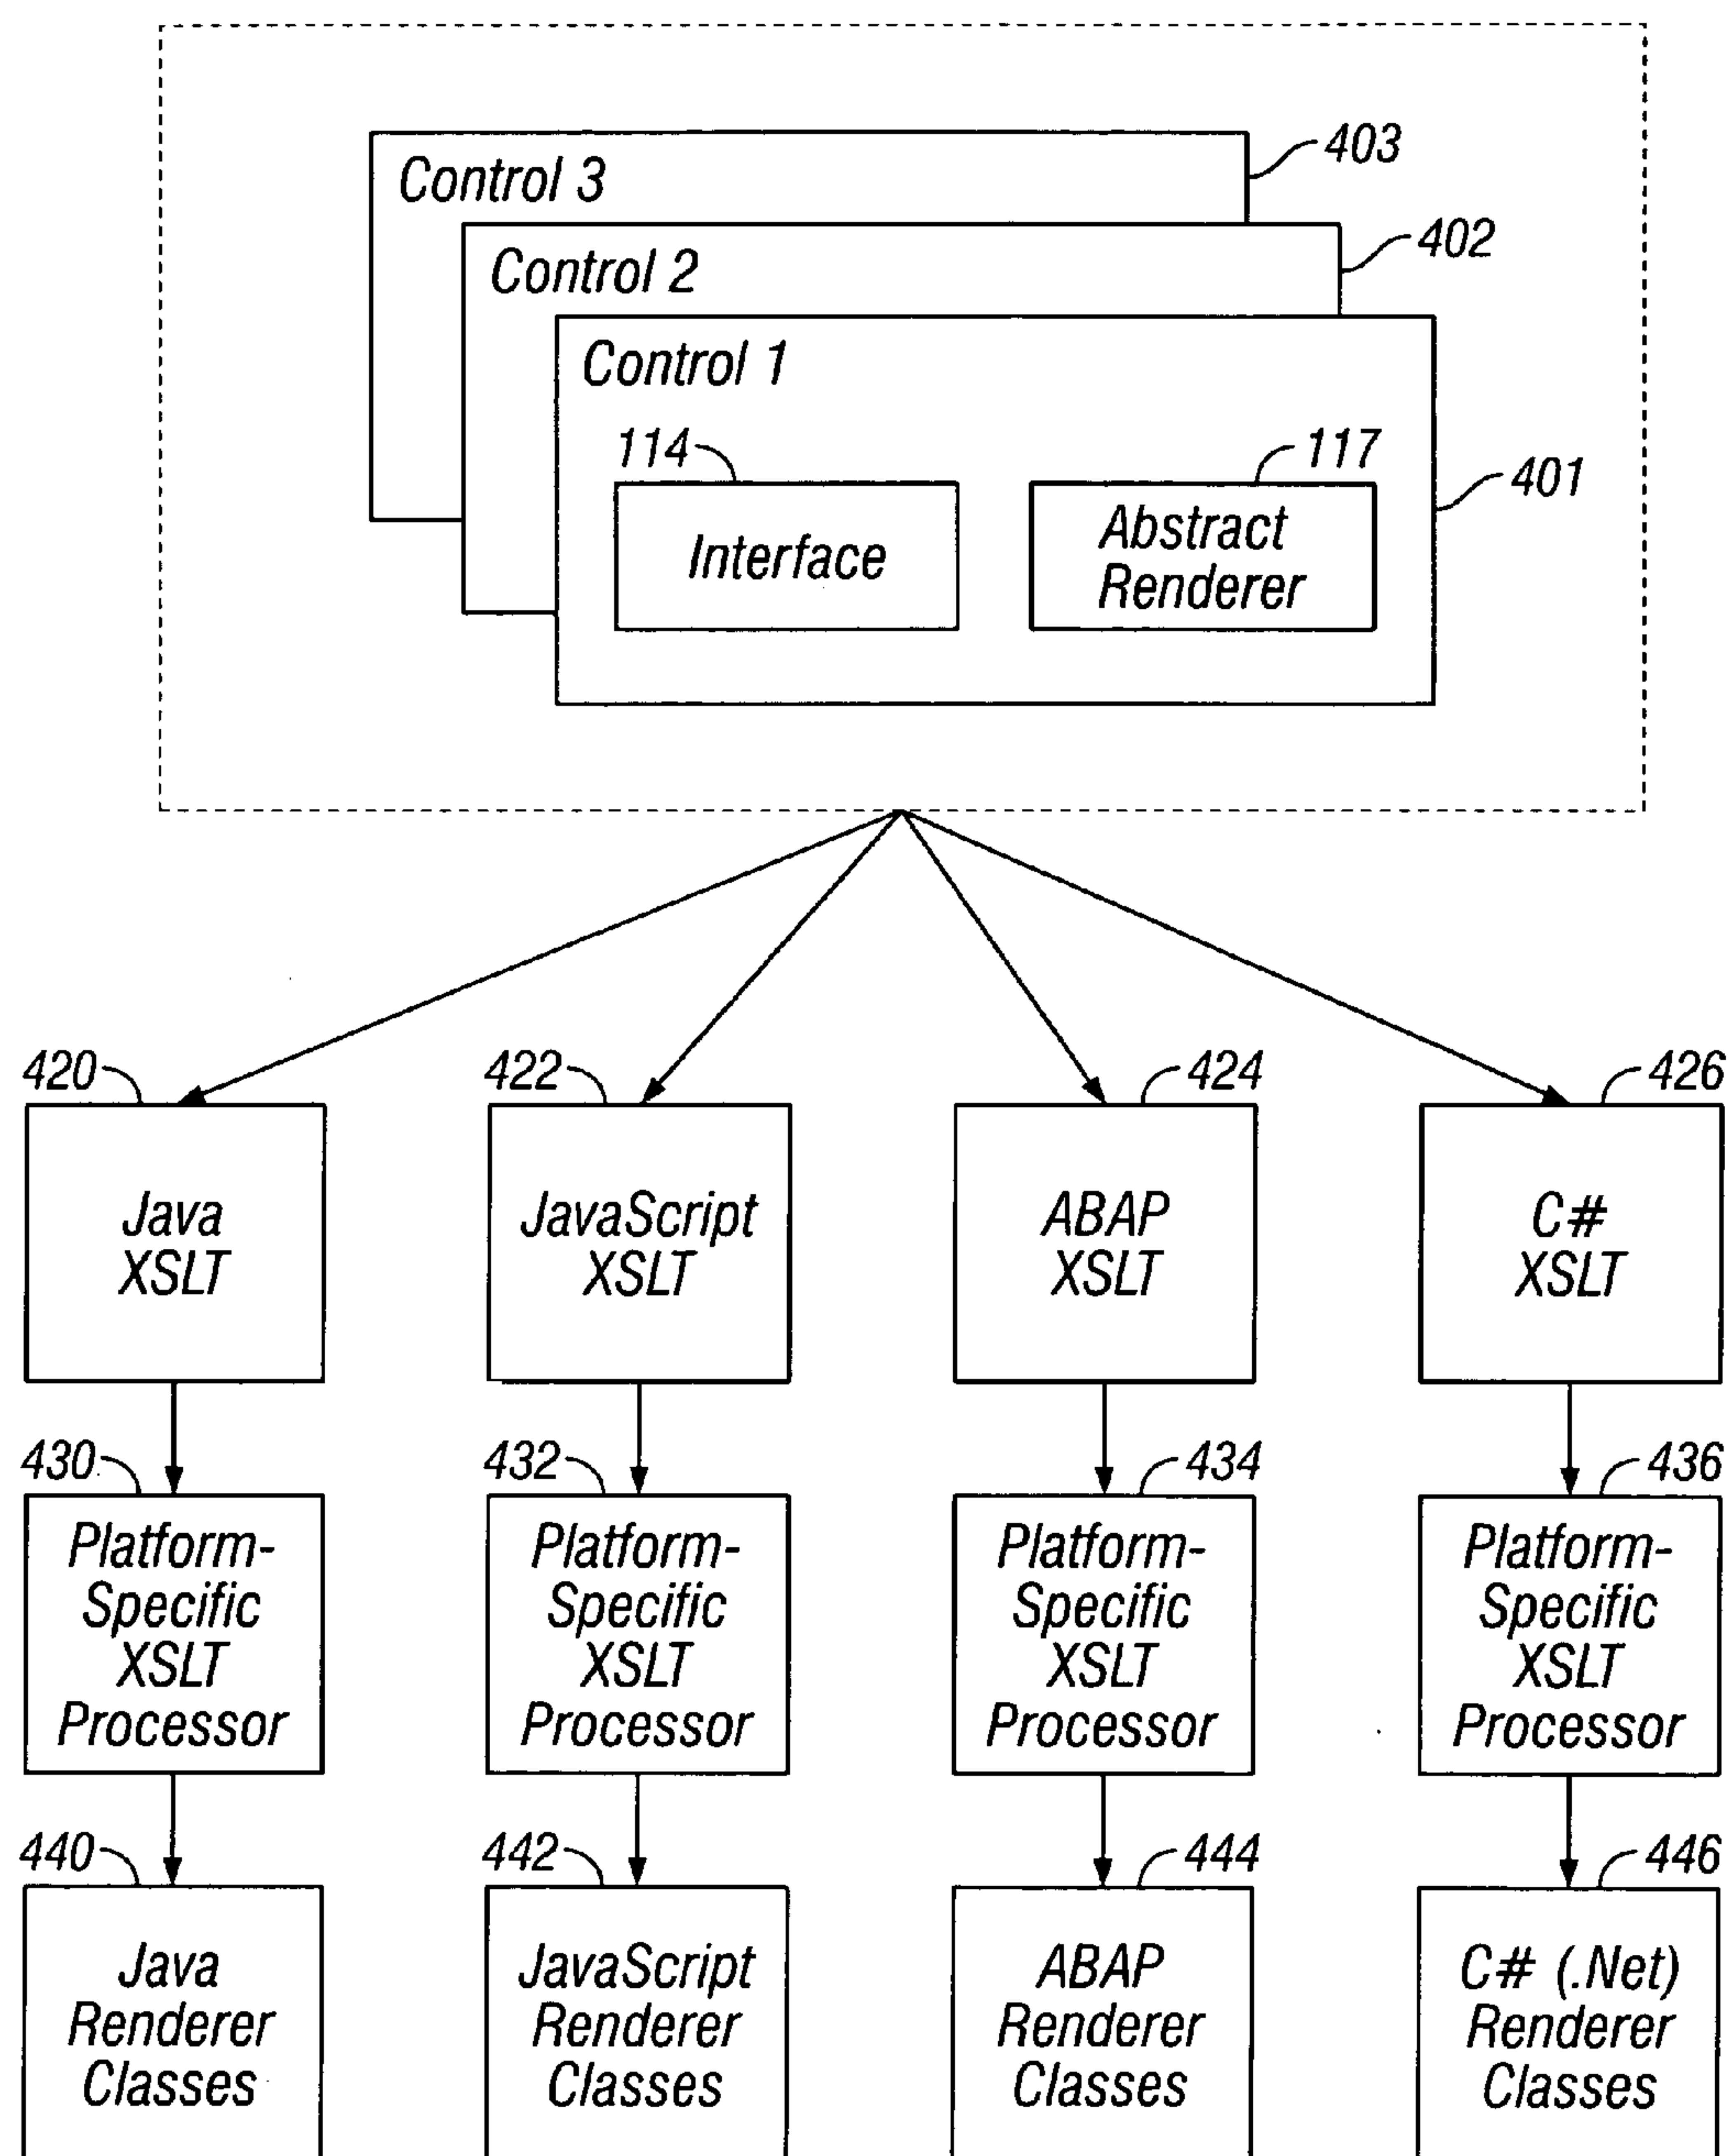 Control 3
403
Control 2
402
Control 1
114
117
401
Interface
Abstract
Renderer
420
422
424
426
Java
XSLT
JavaScript
XSLT
ABAP
XSLT
C#
XSLT
430
432
434
436
Platform-
Specific
XSLT
Processor
Platform-
Specific
XSLT
Processor
Platform-
Specific
XSLT
Processor
Platform-
Specific
XSLT
Processor
440
442
444
446
Java
Renderer
Classes
JavaScript
Renderer
Classes
ABAP
Renderer
Classes
C# (.Net)
Renderer
Classes